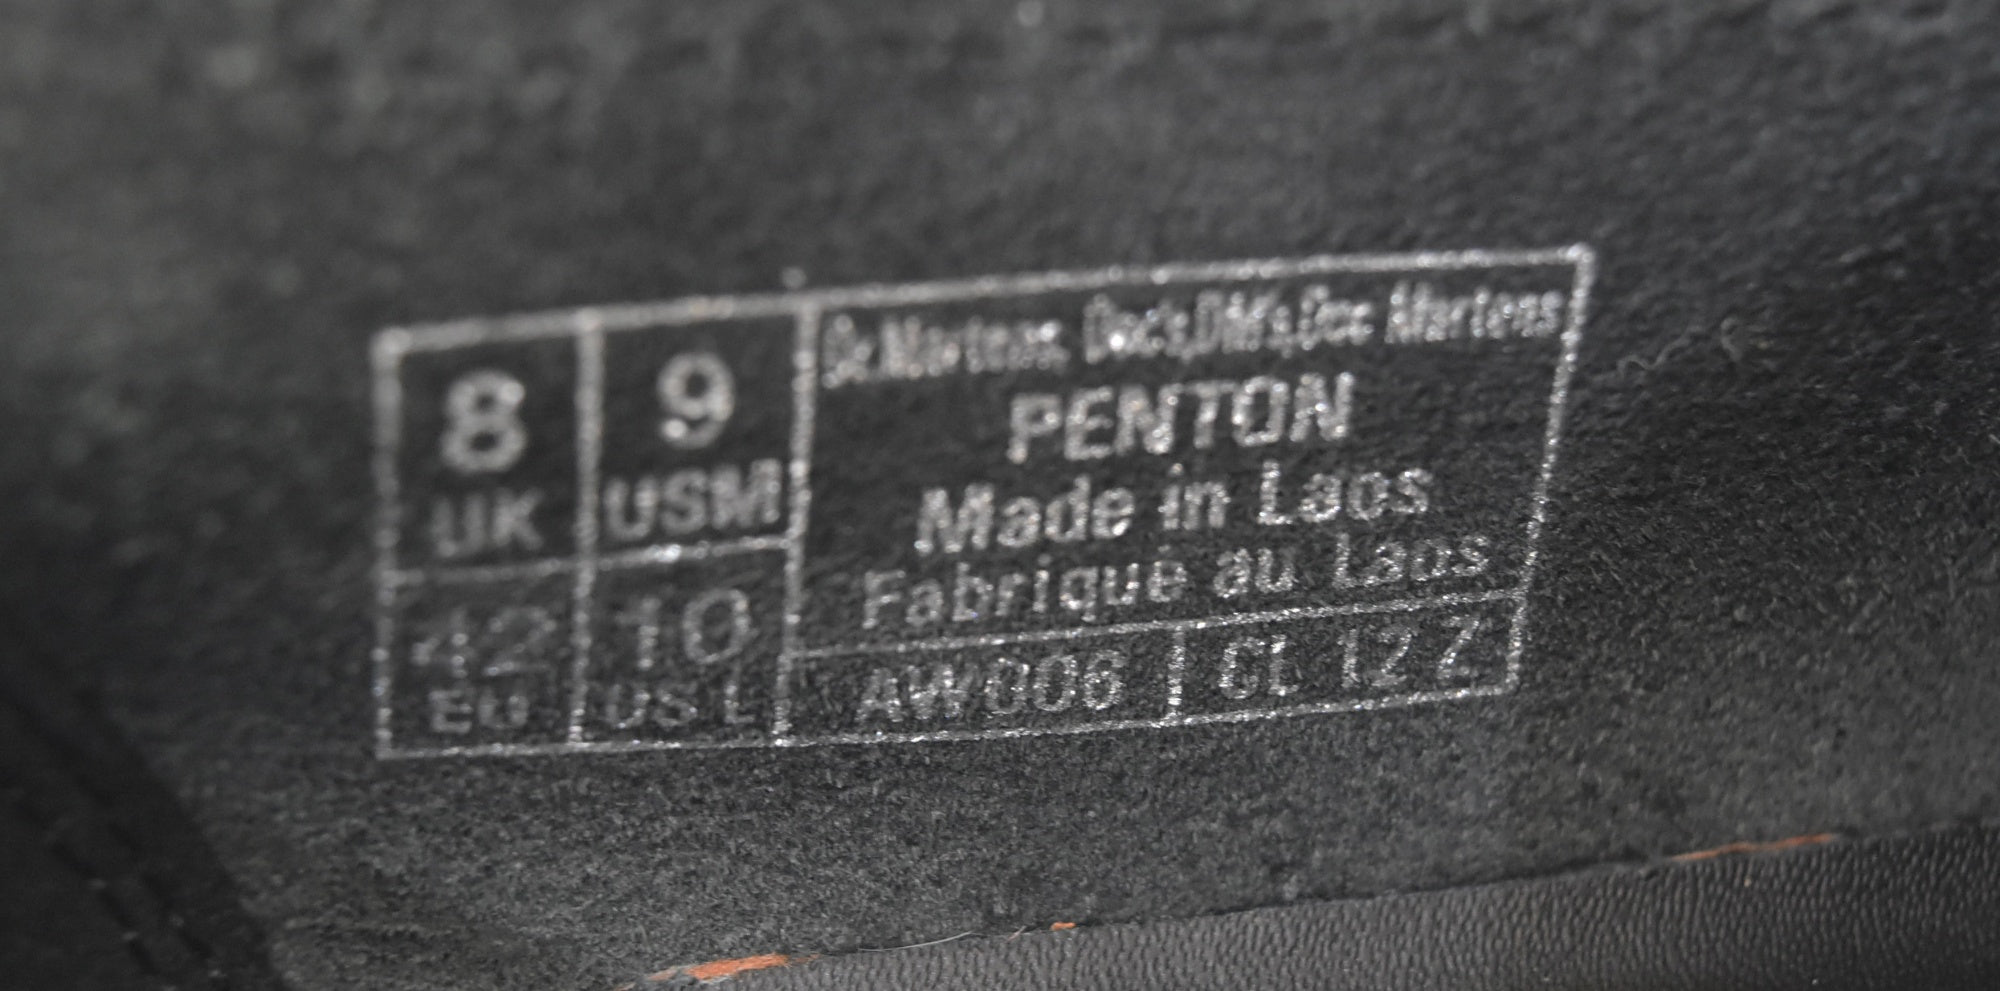 8 9
UK USM
42 10
EU US L
Dr.Martens, Doc's,DM's,Doc Martens
PENTON
Made in Laos
Fabriqué au Laos
AW006 CL 12 Z